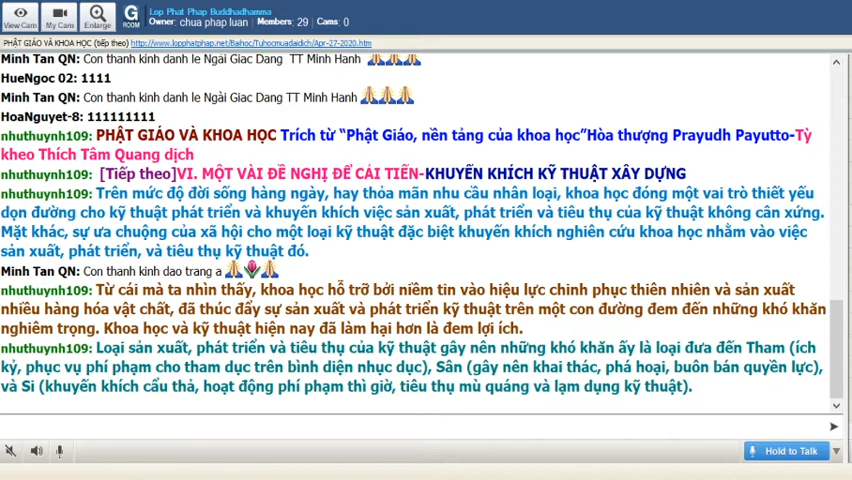 View Cam
My Cam
Enlarge
G
ROOM
Lop Phat Phap Buddhadhamma
Owner: chua phap luan Members: 29 Cams: 0
PHẬT GIÁO VÀ KHOA HỌC (tiếp theo) http://www.lopphatphap.net/Baihoc/Tuhocmuadaidich/Apr-27-2020.htm
Minh Tan QN: Con thanh kinh danh le Ngài Giac Dang TT Minh Hanh
HueNgoc 02: 1111
Minh Tan QN: Con thanh kinh danh le Ngài Giac Dang TT Minh Hanh
HoaNguyet-8: 111111111
nhuthuynh109: PHẬT GIÁO VÀ KHOA HỌC Trích từ “Phật Giáo, nền tảng của khoa học”Hòa thượng Prayudh Payutto-Tỳ
kheo Thích Tâm Quang dịch
nhuthuynh109: [Tiếp theo]VI. MỘT VÀI ĐỀ NGHỊ ĐỂ CẢI TIẾN-KHUYẾN KHÍCH KỸ THUẬT XÂY DỰNG
nhuthuynh109: Trên mức độ đời sống hàng ngày, hay thỏa mãn nhu cầu nhân loại, khoa học đóng một vai trò thiết yếu
dọn đường cho kỹ thuật phát triển và khuyến khích việc sản xuất, phát triển và tiêu thụ của kỹ thuật không cân xứng.
Mặt khác, sự ưa chuộng của xã hội cho một loại kỹ thuật đặc biệt khuyến khích nghiên cứu khoa học nhằm vào việc
sản xuất, phát triển, và tiêu thụ kỹ thuật đó.
Minh Tan QN: Con thanh kinh dao trang a
nhuthuynh109: Từ cái mà ta nhìn thấy, khoa học hỗ trỡ bởi niềm tin vào hiệu lực chinh phục thiên nhiên và sản xuất
nhiều hàng hóa vật chất, đã thúc đẩy sự sản xuất và phát triển kỹ thuật trên một con đường đem đến những khó khăn
nghiêm trọng. Khoa học và kỹ thuật hiện nay đã làm hại hơn là đem lợi ích.
nhuthuynh109: Loại sản xuất, phát triển và tiêu thụ của kỹ thuật gây nên những khó khăn ấy là loại đưa đến Tham (ích
kỷ, phục vụ phí phạm cho tham dục trên bình diện nhục dục), Sân (gây nên khai thác, phá hoại, buôn bán quyền lực),
và Si (khuyến khích cẩu thả, hoạt động phí phạm thì giờ, tiêu thụ mù quáng và lạm dụng kỹ thuật).
Hold to Talk